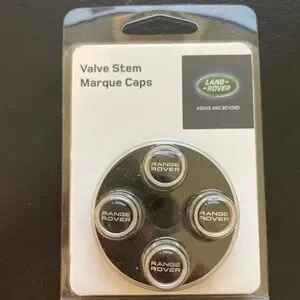 Valve Stem
Marque Caps
LAND-
-ROVER
ABOVE AND BEYOND
RANGE
ROVER
RANGE
ROVER
RANGE
ROVER
RANGE
ROVER